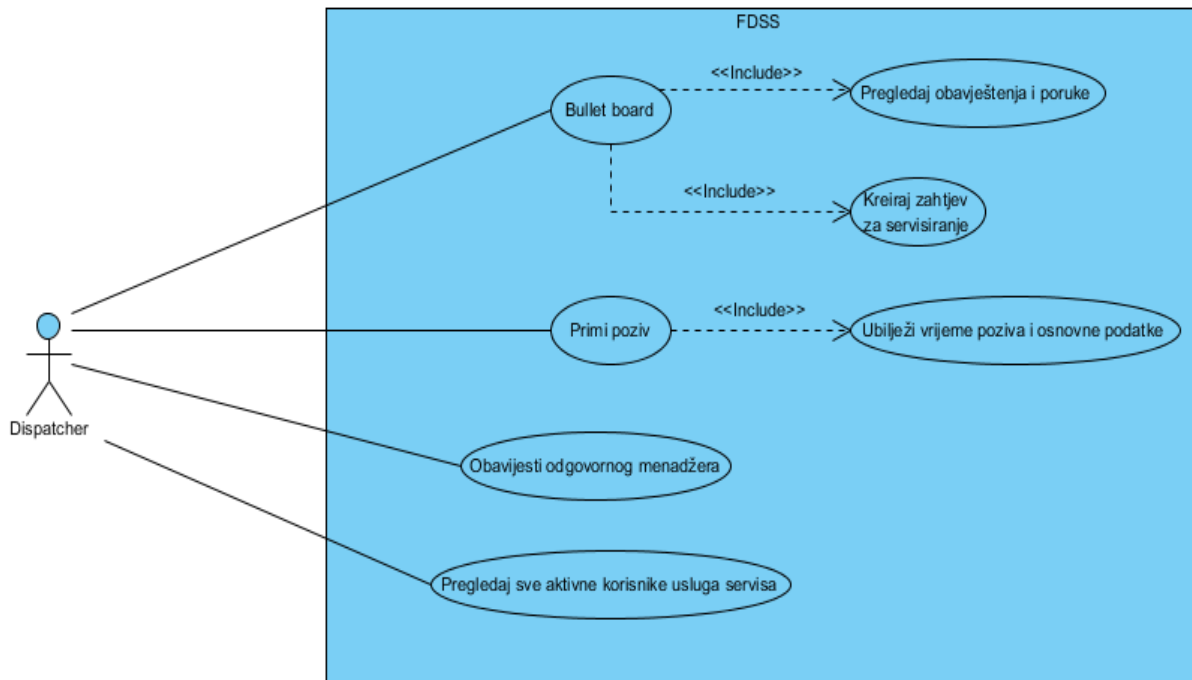 FDSS
<<Include>>
Bullet board
Pregledaj obavještenja i poruke
<<Include>>
Kreiraj zahtjev
za servisiranje
<<Include>>
Primi poziv
Ubilježi vrijeme poziva i osnovne podatke
Dispatcher
Obavijesti odgovornog menadžera
Pregledaj sve aktivne korisnike usluga servisa